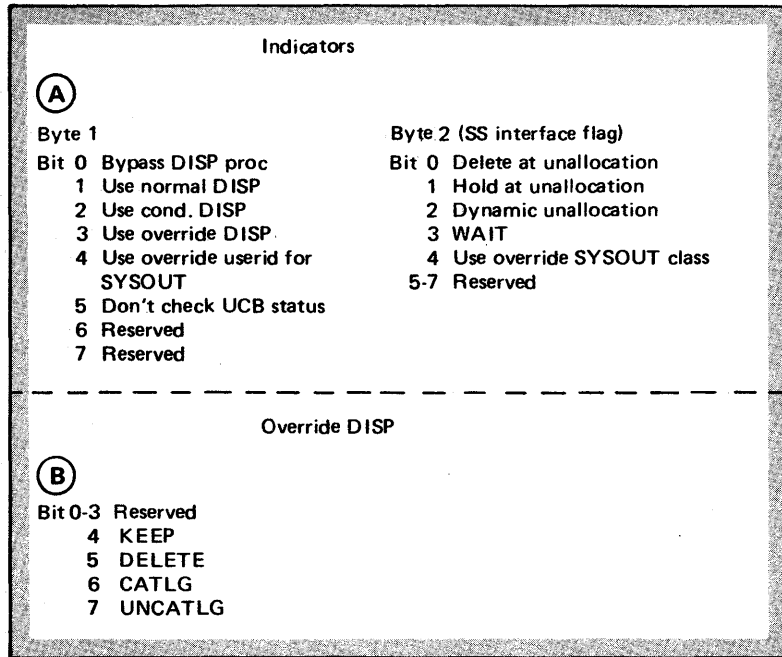 Indicators
A
Byte 1
Bit 0 Bypass DISP proc
1 Use normal DISP
2 Use cond. DISP
3 Use override DISP
4 Use override userid for
SYSOUT
5 Don't check UCB status
6 Reserved
7 Reserved
Byte 2 (SS interface flag)
Bit 0 Delete at unallocation
1 Hold at unallocation
2 Dynamic unallocation
3 WAIT
4 Use override SYSOUT class
5-7 Reserved
Override DISP
B
Bit 0-3 Reserved
4 KEEP
5 DELETE
6 CATLG
7 UNCATLG